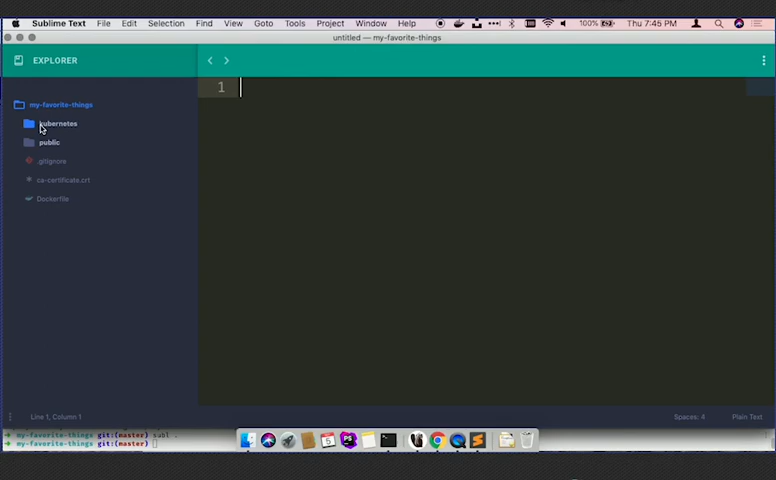 Sublime Text File Edit Selection Find View Goto Tools Project Window Help 100% Thu 7:45 PM
untitled — my-favorite-things
EXPLORER
1
my-favorite-things
kubernetes
public
.gitignore
ca-certificate.crt
Dockerfile
Line 1, Column 1 Spaces: 4 Plain Text
my-favorite-things git:(master) subl .
my-favorite-things git:(master)
5
PS